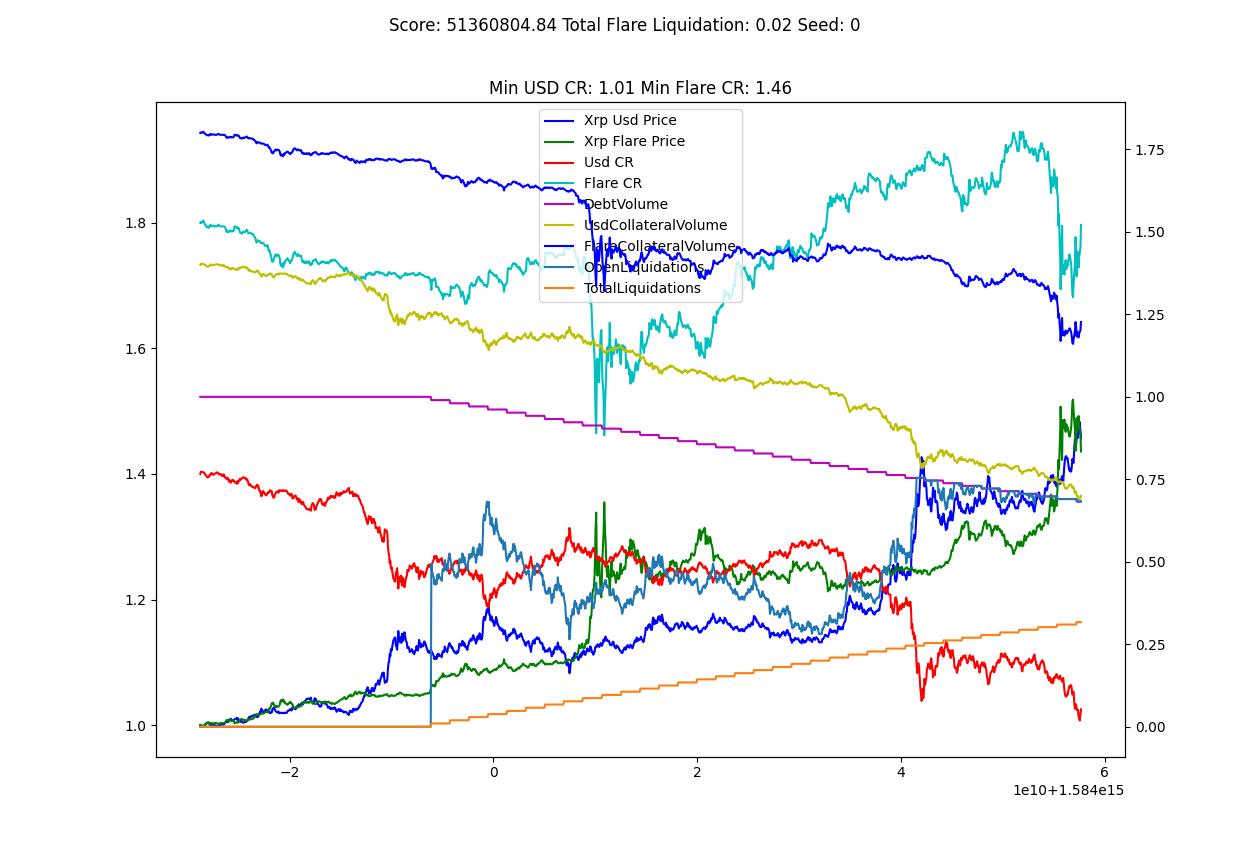 Score: 51360804.84 Total Flare Liquidation: 0.02 Seed: 0
Min USD CR: 1.01 Min Flare CR: 1.46
Xrp Usd Price
Xrp Flare Price
Usd CR
Flare CR
DebtVolume
UsdCollateralVolume
FlareCollateralVolume
OpenLiquidations
TotalLiquidations
1.8
1.6
1.4
1.2
1.0
1.75
1.50
1.25
1.00
0.75
0.50
0.25
0.00
−2
0
2
4
6
1e10+1.584e15